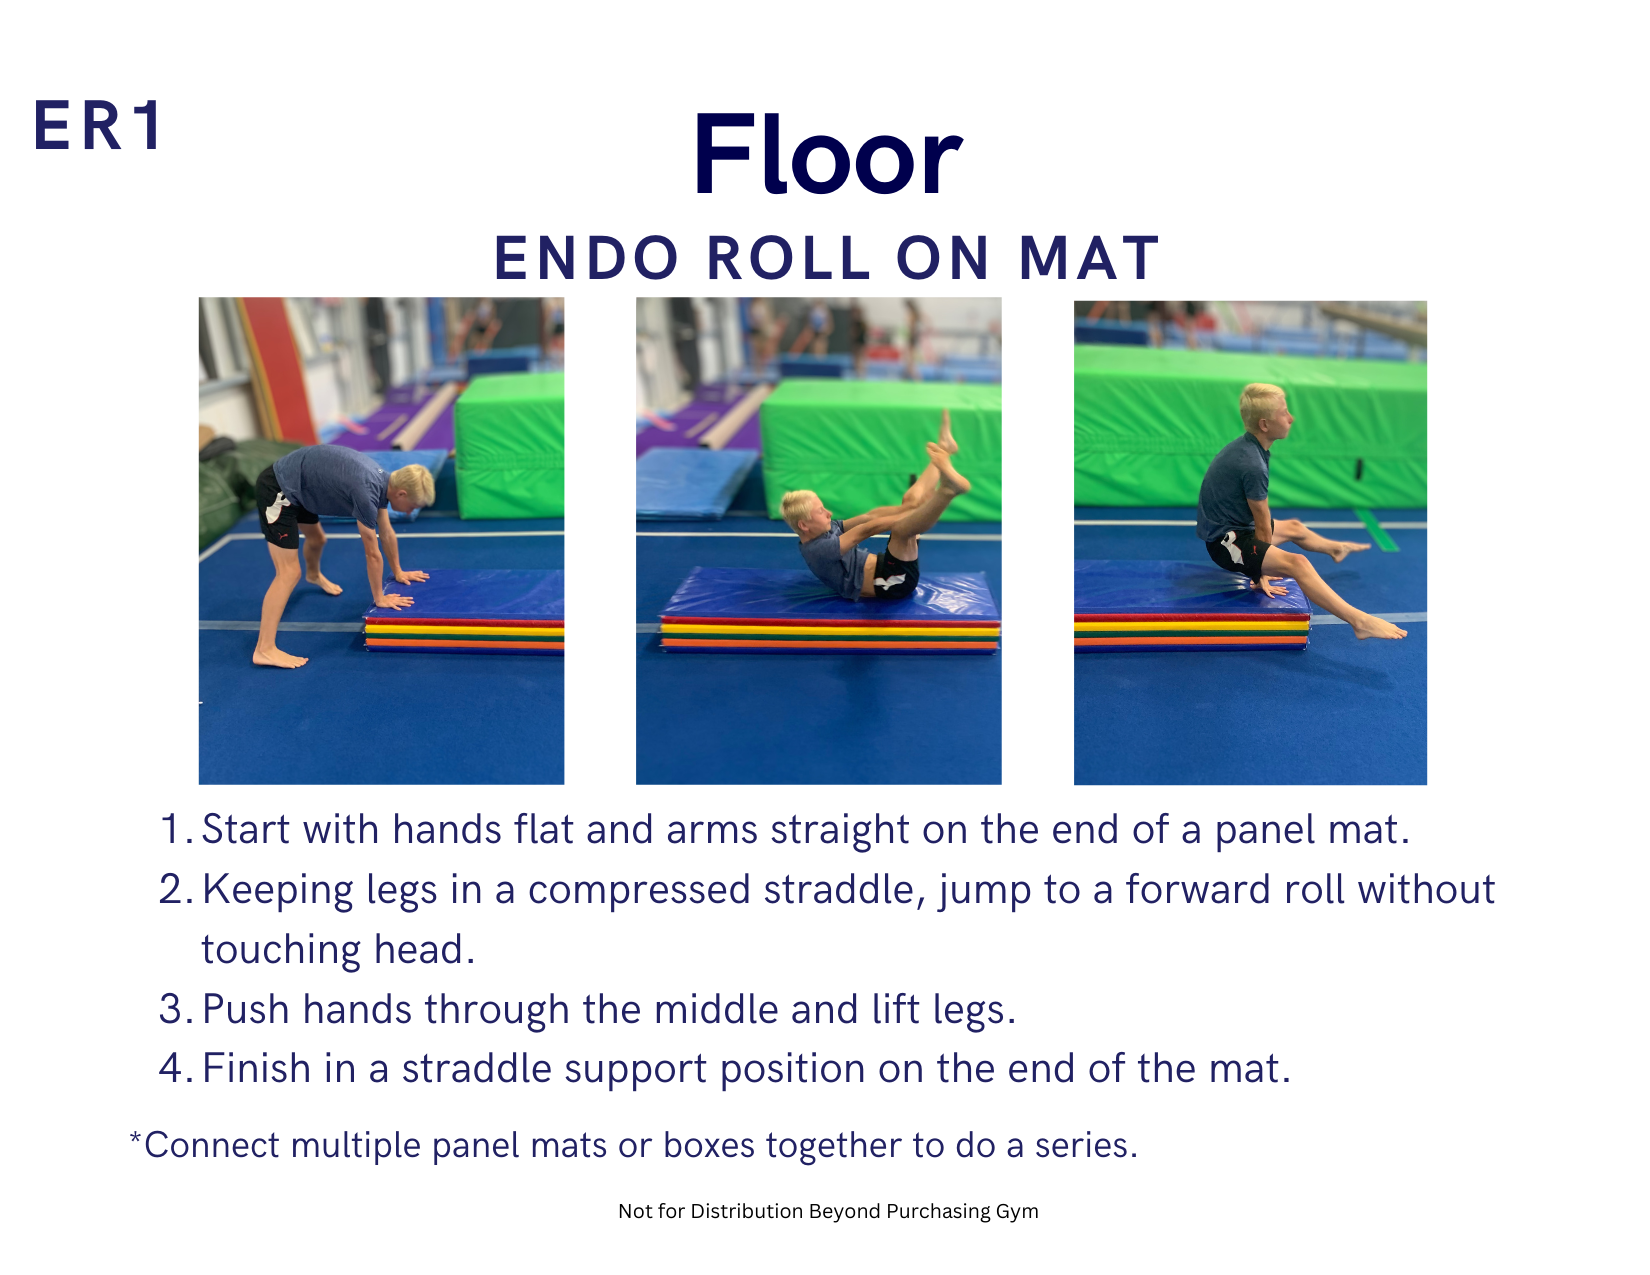 ER1
Floor
ENDO ROLL ON MAT
1. Start with hands flat and arms straight on the end of a panel mat.
2. Keeping legs in a compressed straddle, jump to a forward roll without
touching head.
3. Push hands through the middle and lift legs.
4. Finish in a straddle support position on the end of the mat.
*Connect multiple panel mats or boxes together to do a series.
Not for Distribution Beyond Purchasing Gym